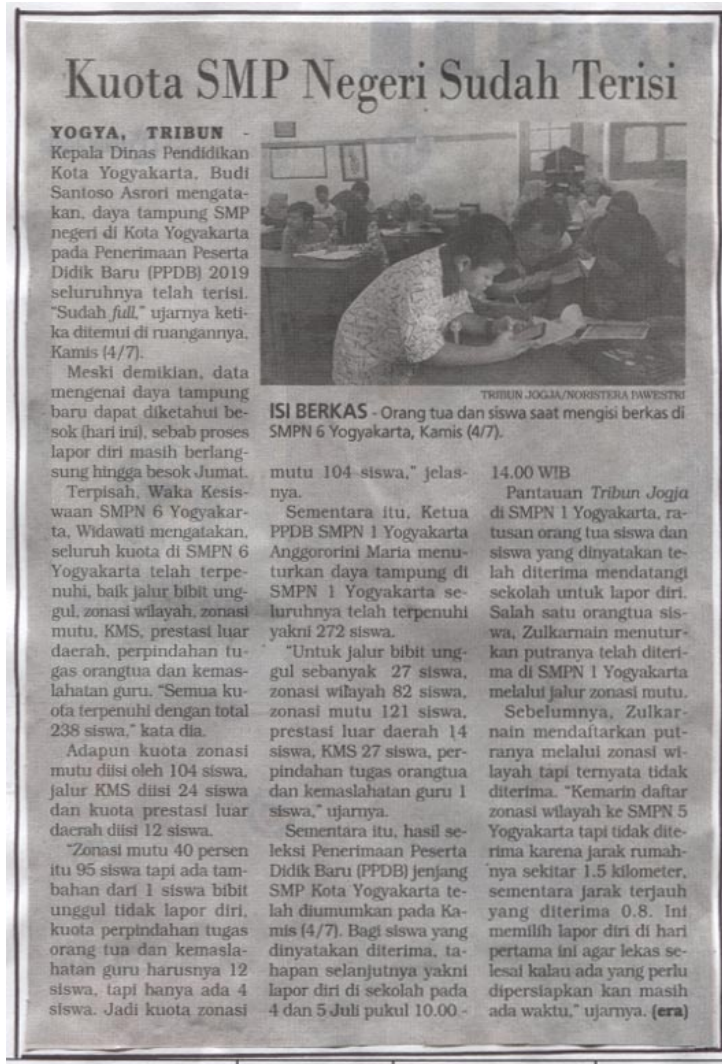 Kuota SMP Negeri Sudah Terisi
YOGYA, TRIBUN -
Kepala Dinas Pendidikan
Kota Yogyakarta, Budi
Santoso Asrori mengata-
kan, daya tampung SMP
negeri di Kota Yogyakarta
pada Penerimaan Peserta
Didik Baru (PPDB) 2019
seluruhnya telah terisi.
"Sudah full," ujarnya keti-
ka ditemui di ruangannya,
Kamis (4/7).
Meski demikian, data
mengenai daya tampung
baru dapat diketahui be-
sok (hari ini), sebab proses
lapor diri masih berlang-
sung hingga besok Jumat.
Terpisah, Waka Kesis-
waan SMPN 6 Yogyakar-
ta, Widawati mengatakan,
seluruh kuota di SMPN 6
Yogyakarta telah terpe-
nuhi, baik jalur bibit ung-
gul, zonasi wilayah, zonasi
mutu, KMS, prestasi luar
daerah, perpindahan tu-
gas orangtua dan kemas-
lahatan guru. "Semua ku-
ota terpenuhi dengan total
238 siswa," kata dia.
Adapun kuota zonasi
mutu diisi oleh 104 siswa,
jalur KMS diisi 24 siswa
dan kuota prestasi luar
daerah diisi 12 siswa.
"Zonasi mutu 40 persen
itu 95 siswa tapi ada tam-
bahan dari 1 siswa bibit
unggul tidak lapor diri,
kuota perpindahan tugas
orang tua dan kemasla-
hatan guru harusnya 12
siswa, tapi hanya ada 4
siswa. Jadi kuota zonasi
TRIBUN JOGJA/NORISTERA PAWESTRI
ISI BERKAS - Orang tua dan siswa saat mengisi berkas di
SMPN 6 Yogyakarta, Kamis (4/7).
mutu 104 siswa," jelas-
nya.
Sementara itu, Ketua
PPDB SMPN 1 Yogyakarta
Anggororini Maria menu-
turkan daya tampung di
SMPN 1 Yogyakarta se-
luruhnya telah terpenuhi
yakni 272 siswa.
"Untuk jalur bibit ung-
gul sebanyak 27 siswa,
zonasi wilayah 82 siswa,
zonasi mutu 121 siswa,
prestasi luar daerah 14
siswa, KMS 27 siswa, per-
pindahan tugas orangtua
dan kemaslahatan guru 1
siswa," ujarnya.
Sementara itu, hasil se-
leksi Penerimaan Peserta
Didik Baru (PPDB) jenjang
SMP Kota Yogyakarta te-
lah diumumkan pada Ka-
mis (4/7). Bagi siswa yang
dinyatakan diterima, ta-
hapan selanjutnya yakni
lapor diri di sekolah pada
4 dan 5 Juli pukul 10.00 -
14.00 WIB
Pantauan Tribun Jogja
di SMPN 1 Yogyakarta, ra-
tusan orang tua siswa dan
siswa yang dinyatakan te-
lah diterima mendatangi
sekolah untuk lapor diri.
Salah satu orangtua sis-
wa, Zulkarnain menutur-
kan putranya telah diteri-
ma di SMPN 1 Yogyakarta
melalui jalur zonasi mutu.
Sebelumnya, Zulkar-
nain mendaftarkan put-
ranya melalui zonasi wi-
layah tapi ternyata tidak
diterima. "Kemarin daftar
zonasi wilayah ke SMPN 5
Yogyakarta tapi tidak dite-
rima karena jarak rumah-
nya sekitar 1.5 kilometer,
sementara jarak terjauh
yang diterima 0.8. Ini
memilih lapor diri di hari
pertama ini agar lekas se-
lesai kalau ada yang perlu
dipersiapkan kan masih
ada waktu," ujarnya. (era)